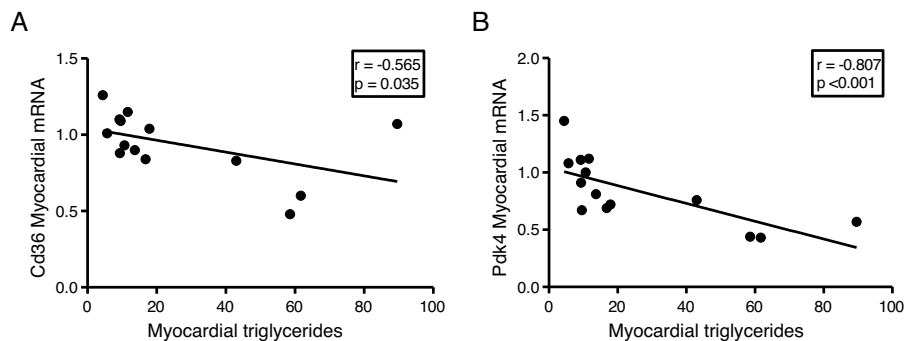 A
r = -0.565
p = 0.035
Cd36 Myocardial mRNA
1.5
1.0
0.5
0.0
0 20 40 60 80 100
Myocardial triglycerides
B
r = -0.807
p <0.001
Pdk4 Myocardial mRNA
2.0
1.5
1.0
0.5
0.0
0 20 40 60 80 100
Myocardial triglycerides